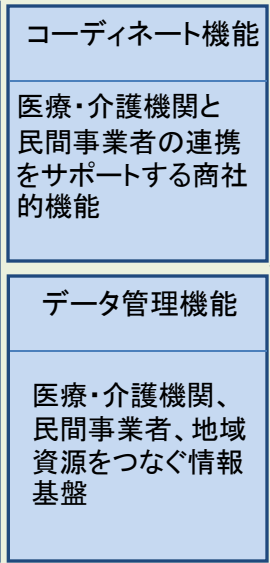 コーディネート機能
医療・介護機関と
民間事業者の連携
をサポートする商社
的機能
データ管理機能
医療・介護機関、
民間事業者、地域
資源をつなぐ情報
基盤